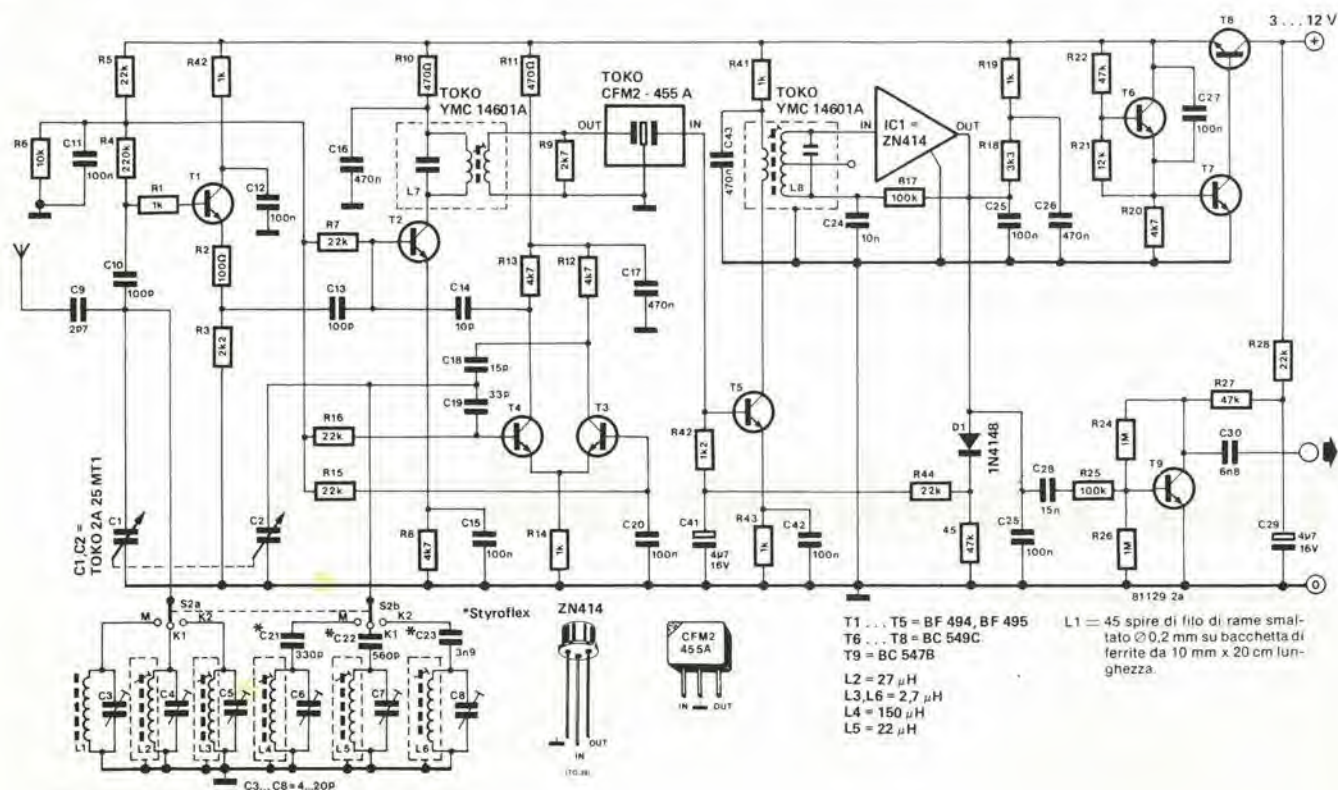 3 ... 12 V
T8
R5
22k
R42
1k
R10
470Ω
R11
470Ω
TOKO
CFM2 - 455 A
R41
1k
R19
1k
R22
47k
T6
C27
100n
TOKO
YMC 14601A
TOKO
YMC 14601A
OUT
IN
IN
IC1 =
ZN414
OUT
R6
10k
C11
100n
R4
220k
C16
470n
R9
2k7
C43
470n
R18
3k3
R21
12k
T7
R1
1k
T1
C12
100n
L7
L8
R17
100k
R20
4k7
R7
22k
T2
C24
10n
C25
100n
C26
470n
R2
100Ω
C10
100p
C9
2p7
R13
4k7
R12
4k7
C17
470n
C13
100p
C14
10p
R3
2k2
C18
15p
C19
33p
R28
22k
T5
R27
47k
R16
22k
T4
T3
R42
1k2
D1
1N4148
R24
1M
C30
6n8
R15
22k
R44
22k
C28
15n
R25
100k
T9
C1,C2 =
TOKO 2A 25 MT1
C1
C2
R8
4k7
C15
100n
R14
1k
C20
100n
C41
4µ7
16V
R43
1k
C42
100n
45
47k
C25
100n
R26
1M
C29
4µ7
16V
81129 2a
S2a
M
K1
K2
S2b
M
K1
K2
*C21
330p
*C22
560p
*C23
3n9
*Styroflex
ZN414
OUT
IN
CFM2
455A
IN
OUT
L1
C3
L2
C4
L3
C5
L4
C6
L5
C7
L6
C8
C3...C8=4...20p
T1 ... T5 = BF 494, BF 495
T6 ... T8 = BC 549C
T9 = BC 547B
L2 = 27 µH
L3,L6 = 2,7 µH
L4 = 150 µH
L5 = 22 µH
L1 = 45 spire di filo di rame smal-
tato Ø 0,2 mm su bacchetta di
ferrite da 10 mm x 20 cm lun-
ghezza.